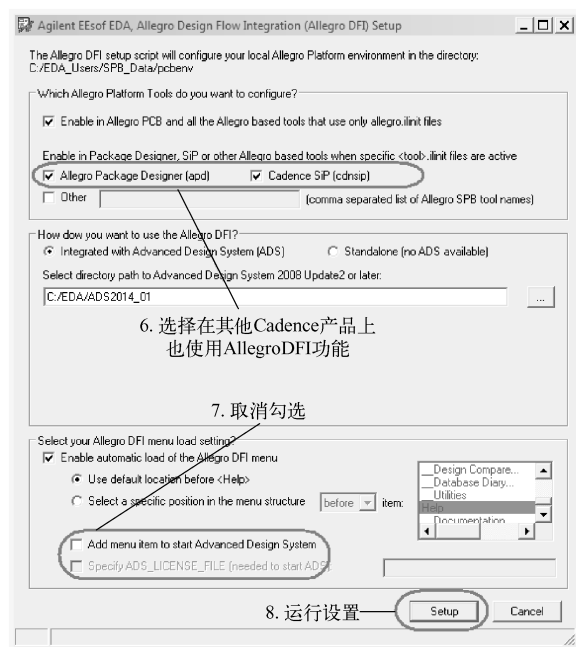 Agilent EEsof EDA, Allegro Design Flow Integration (Allegro DFI) Setup
The Allegro DFI setup script will configure your local Allegro Platform environment in the directory:
C:/EDA_Users/SPB_Data/pcbenv
Which Allegro Platform Tools do you want to configure?
Enable in Allegro PCB and all the Allegro based tools that use only allegro.ilinit files
Enable in Package Designer, SiP or other Allegro based tools when specific <tool>.ilinit files are active
Allegro Package Designer (apd) Cadence SiP (cdnsip)
Other (comma separated list of Allegro SPB tool names)
How dow you want to use the Allegro DFI?
Integrated with Advanced Design System (ADS) Standalone (no ADS available)
Select directory path to Advanced Design System 2008 Update2 or later:
C:/EDA/ADS2014_01 ...
6. 选择在其他Cadence产品上
也使用AllegroDFI功能
7. 取消勾选
Select your Allegro DFI menu load setting?
Enable automatic load of the Allegro DFI menu
Use default location before <Help>
Select a specific position in the menu structure before item:
__Design Compare...
__Database Diary...
__Utilities
Help
__Documentation
Add menu item to start Advanced Design System
Specify ADS_LICENSE_FILE (needed to start ADS):
8. 运行设置 Setup Cancel